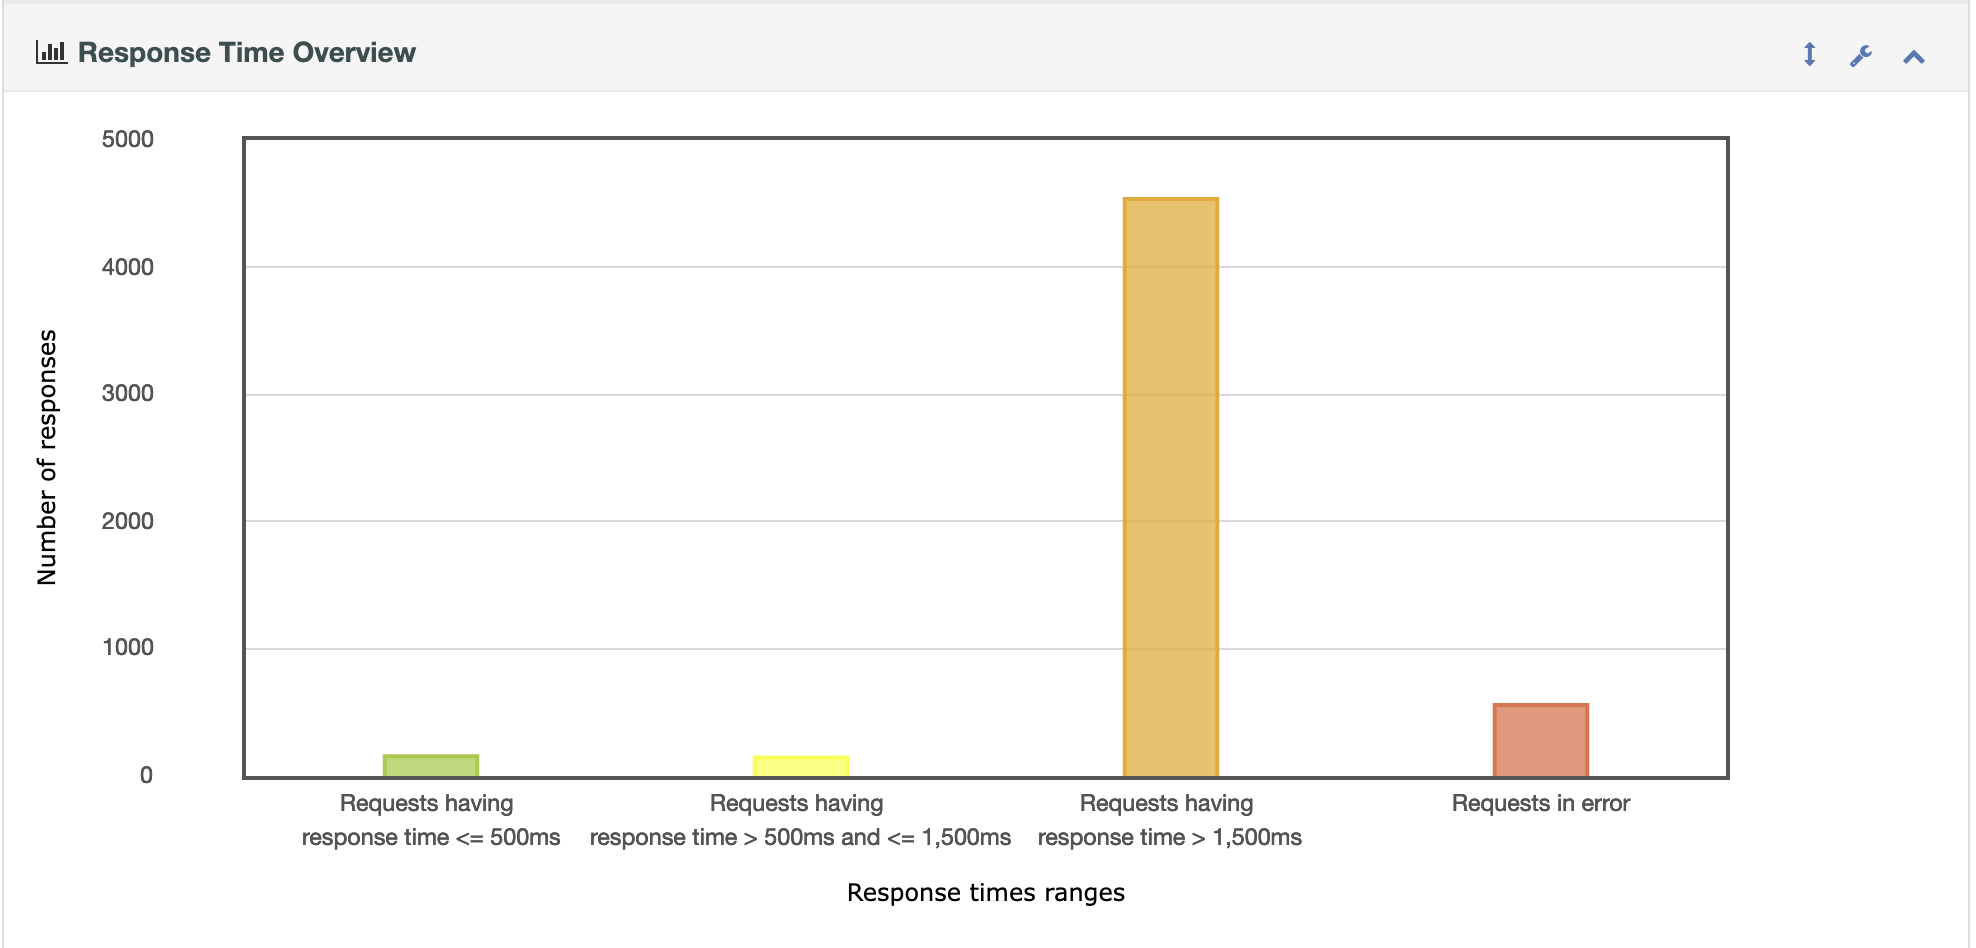 Response Time Overview
5000
4000
3000
2000
1000
0
Number of responses
Requests having
response time <= 500ms
Requests having
response time > 500ms and <= 1,500ms
Requests having
response time > 1,500ms
Requests in error
Response times ranges